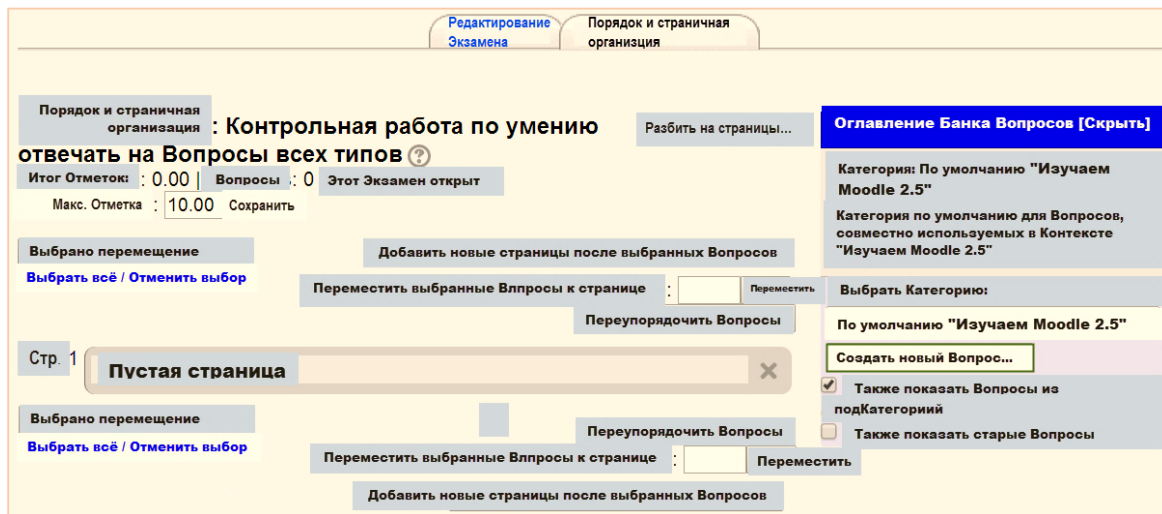 Редактирование Экзамена
Порядок и страничная организция
Порядок и страничная организация : Контрольная работа по умению
отвечать на Вопросы всех типов ?
Разбить на страницы...
Итог Отметок: : 0.00 | Вопросы : 0 Этот Экзамен открыт
Макс. Отметка : 10.00 Сохранить
Выбрано перемещение
Выбрать всё / Отменить выбор
Добавить новые страницы после выбранных Вопросов
Переместить выбранные Влпросы к странице : Переместить
Переупорядочить Вопросы
Стр. 1
Пустая страница
Выбрано перемещение
Выбрать всё / Отменить выбор
Переупорядочить Вопросы
Переместить выбранные Влпросы к странице : Переместить
Добавить новые страницы после выбранных Вопросов
Оглавление Банка Вопросов [Скрыть]
Категория: По умолчанию "Изучаем
Moodle 2.5"
Категория по умолчанию для Вопросов,
совместно используемых в Контексте
"Изучаем Moodle 2.5"
Выбрать Категорию:
По умолчанию "Изучаем Moodle 2.5"
Создать новый Вопрос...
Также показать Вопросы из
подКатегориий
Также показать старые Вопросы